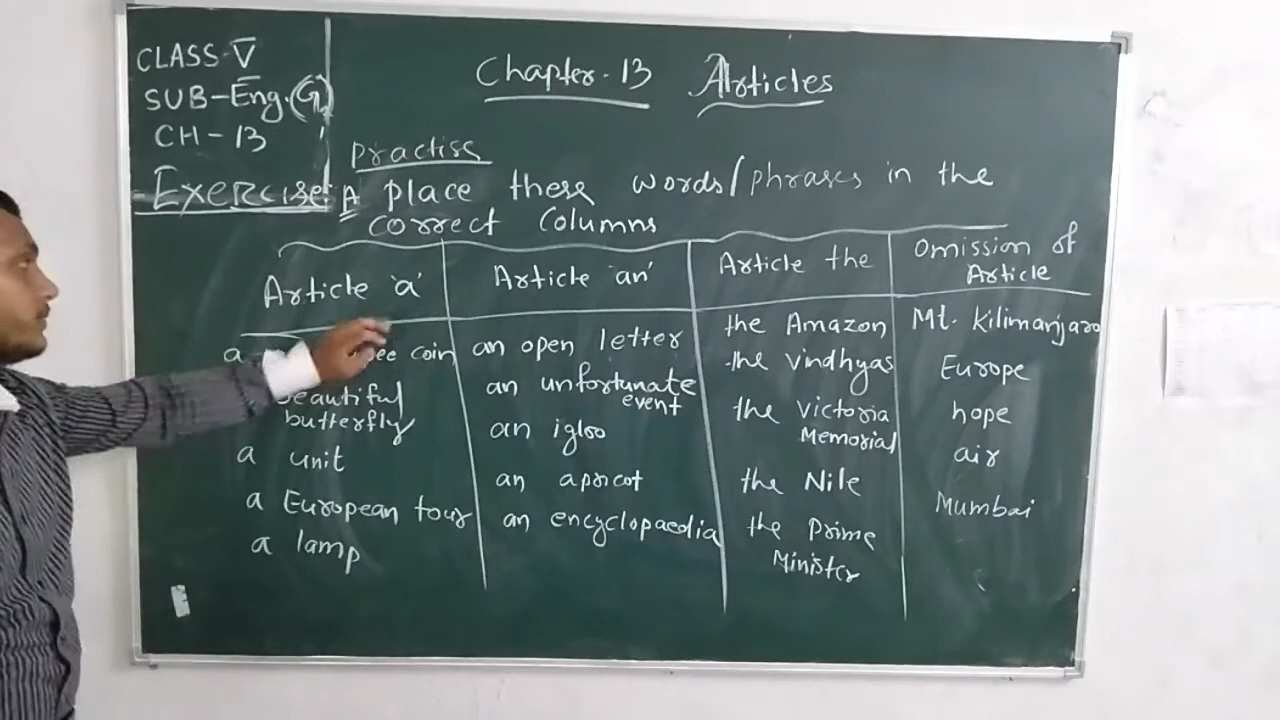 CLASS-V
SUB-Eng.(G)
CH-13
Chapter-13 Articles
Practise
Exercise: A place these words/phrases in the
correct columns
Article 'a'
a
ee coin
beautiful
butterfly
a unit
a European tour
a lamp
Article 'an'
an open letter
an unfortunate
event
an igloo
an apricot
an encyclopaedia
Article the
the Amazon
the Vindhyas
the Victoria
Memorial
the Nile
the Prime
Minister
Omission of
Article
Mt. Kilimanjaro
Europe
hope
air
Mumbai